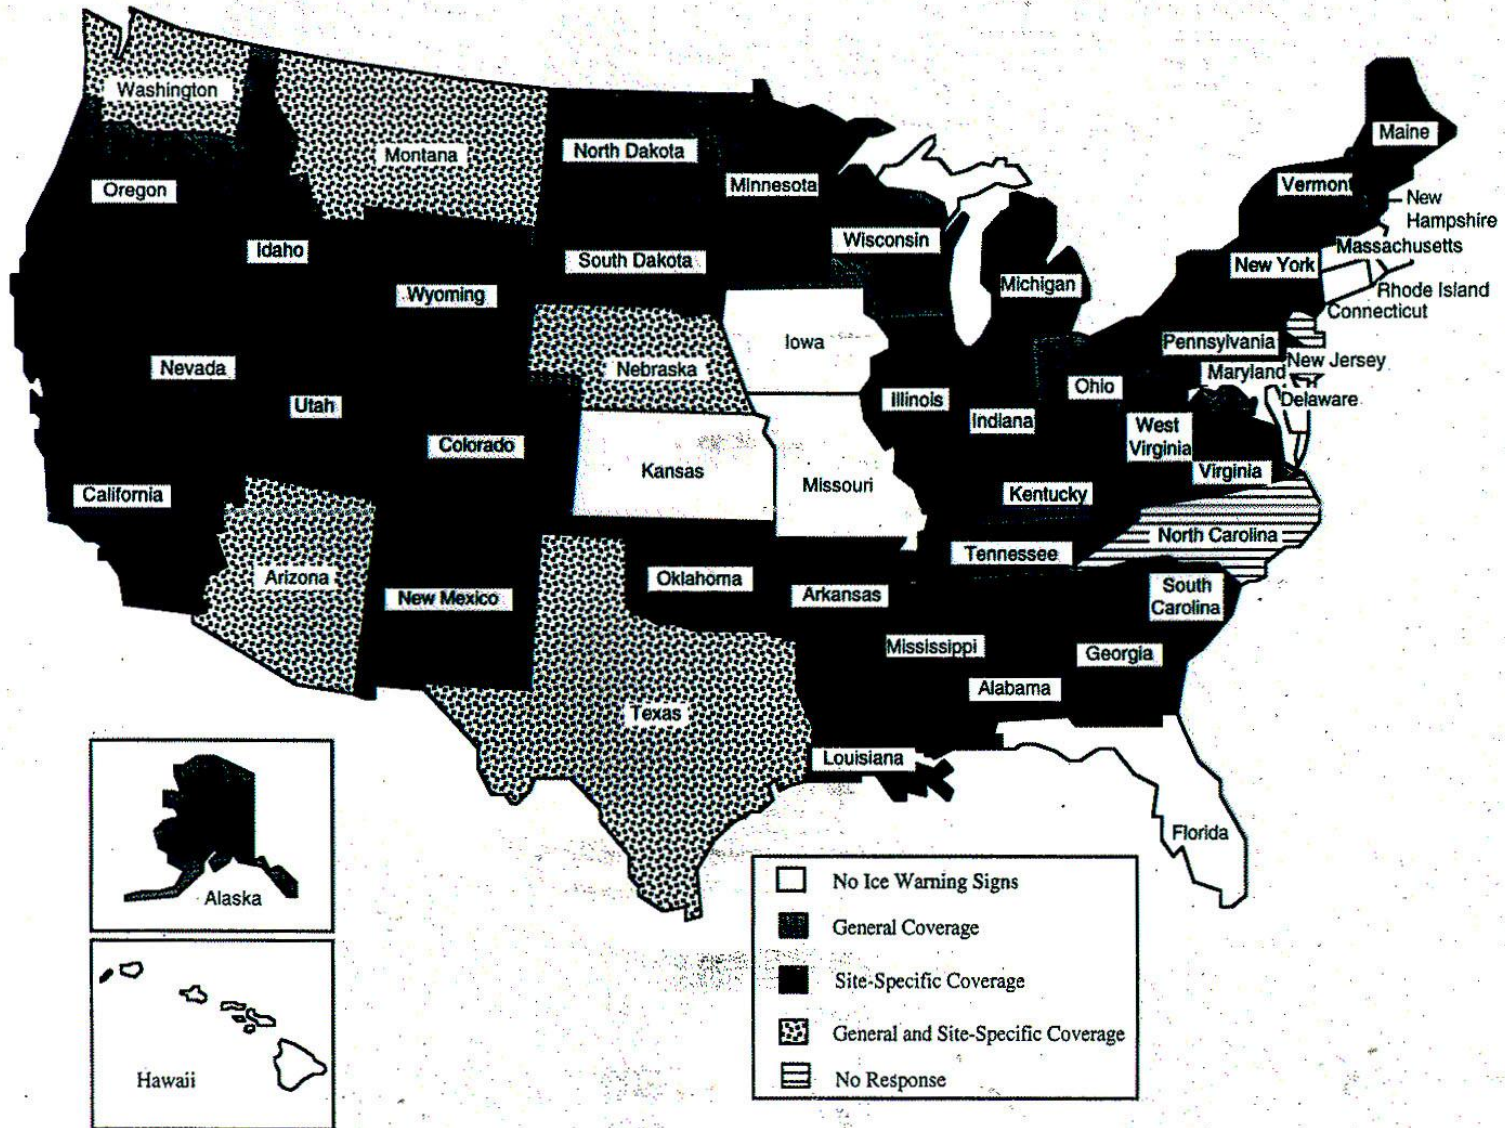 Washington
Montana
North Dakota
Minnesota
Maine
Oregon
Vermont
New
Hampshire
Idaho
Wisconsin
Massachusetts
South Dakota
New York
Wyoming
Michigan
Rhode Island
Connecticut
Iowa
Pennsylvania
New Jersey
Nevada
Nebraska
Maryland
Utah
Illinois
Ohio
Delaware
Colorado
Indiana
West
Virginia
Kansas
Missouri
Virginia
California
Kentucky
North Carolina
Tennessee
Arizona
Oklahoma
Arkansas
South
Carolina
New Mexico
Mississippi
Georgia
Alabama
Texas
Louisiana
Florida
Alaska
Hawaii
No Ice Warning Signs
General Coverage
Site-Specific Coverage
General and Site-Specific Coverage
No Response